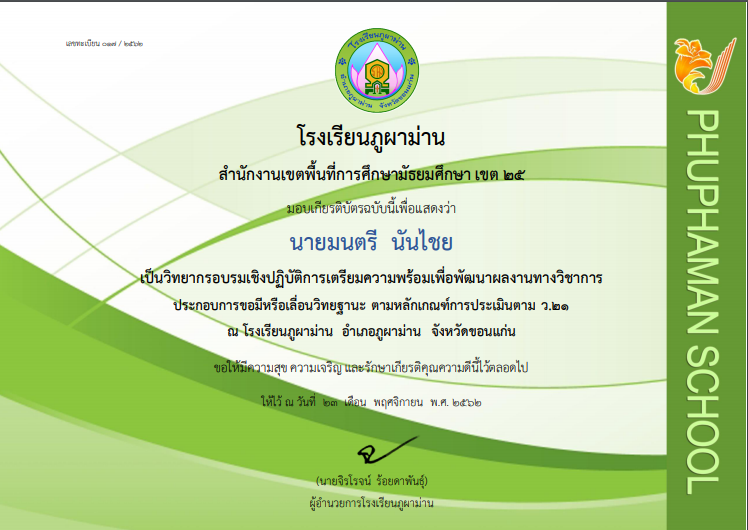 เลขทะเบียน ๐๑๗ / ๒๕๖๒
โรงเรียนภูผาม่าน
อำเภอภูผาม่าน จังหวัดขอนแก่น
โรงเรียนภูผาม่าน
สำนักงานเขตพื้นที่การศึกษามัธยมศึกษา เขต ๒๕
มอบเกียรติบัตรฉบับนี้เพื่อแสดงว่า
นายมนตรี นันไชย
เป็นวิทยากรอบรมเชิงปฏิบัติการเตรียมความพร้อมเพื่อพัฒนาผลงานทางวิชาการ
ประกอบการขอมีหรือเลื่อนวิทยฐานะ ตามหลักเกณฑ์การประเมินตาม ว.๒๑
ณ โรงเรียนภูผาม่าน อำเภอภูผาม่าน จังหวัดขอนแก่น
ขอให้มีความสุข ความเจริญ และรักษาเกียรติคุณความดีนี้ไว้ตลอดไป
ให้ไว้ ณ วันที่ ๒๓ เดือน พฤศจิกายน พ.ศ. ๒๕๖๒
(นายจิรโรจน์ ร้อยดาพันธุ์)
ผู้อำนวยการโรงเรียนภูผาม่าน
PHUPHAMAN SCHOOL